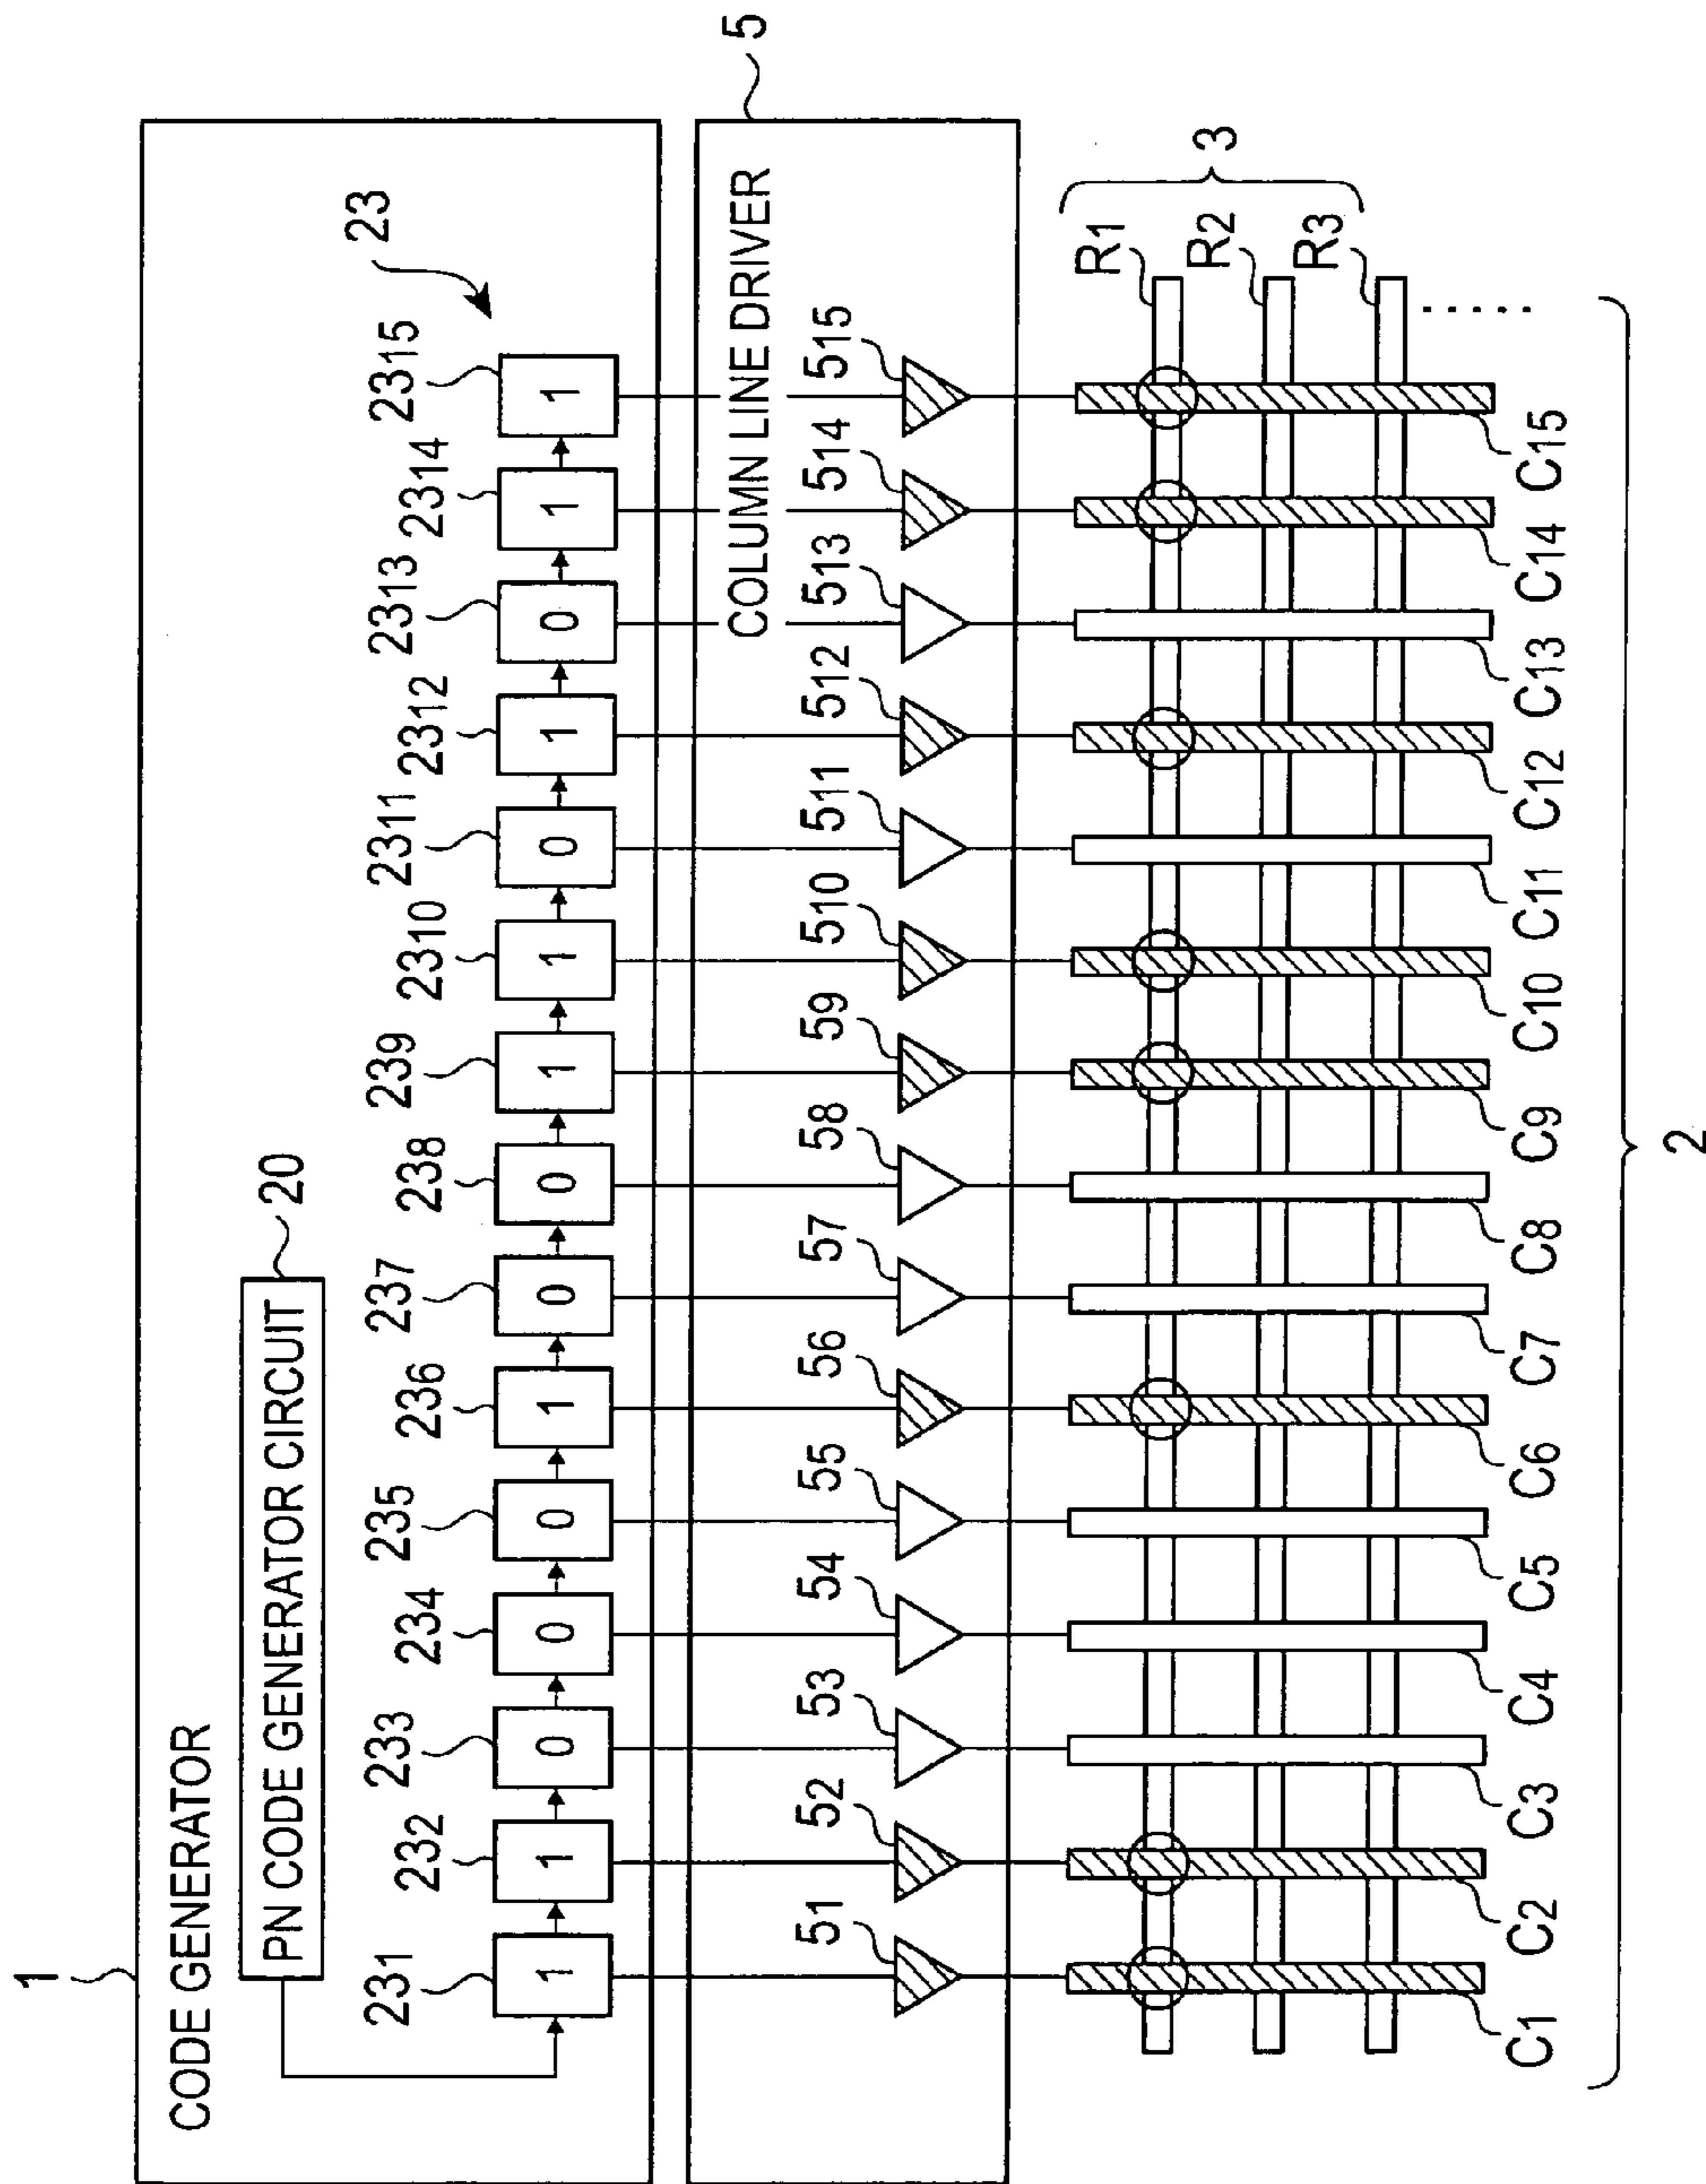 1
CODE GENERATOR
PN CODE GENERATOR CIRCUIT 20
23
231 232 233 234 235 236 237 238 239 2310 2311 2312 2313 2314 2315
1 1 0 0 0 1 0 0 1 1 0 1 0 1 1
5
COLUMN LINE DRIVER
51 52 53 54 55 56 57 58 59 510 511 512 513 514 515
3
R1
R2
R3
.....
C1 C2 C3 C4 C5 C6 C7 C8 C9 C10 C11 C12 C13 C14 C15
2